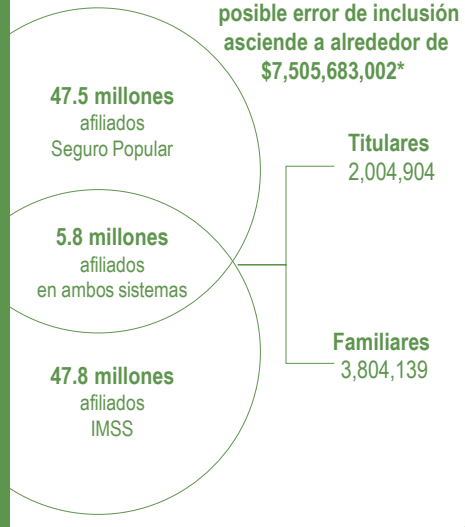 posible error de inclusión
asciende a alrededor de
$7,505,683,002*
47.5 millones
afiliados
Seguro Popular
5.8 millones
afiliados
en ambos sistemas
47.8 millones
afiliados
IMSS
Titulares
2,004,904
Familiares
3,804,139